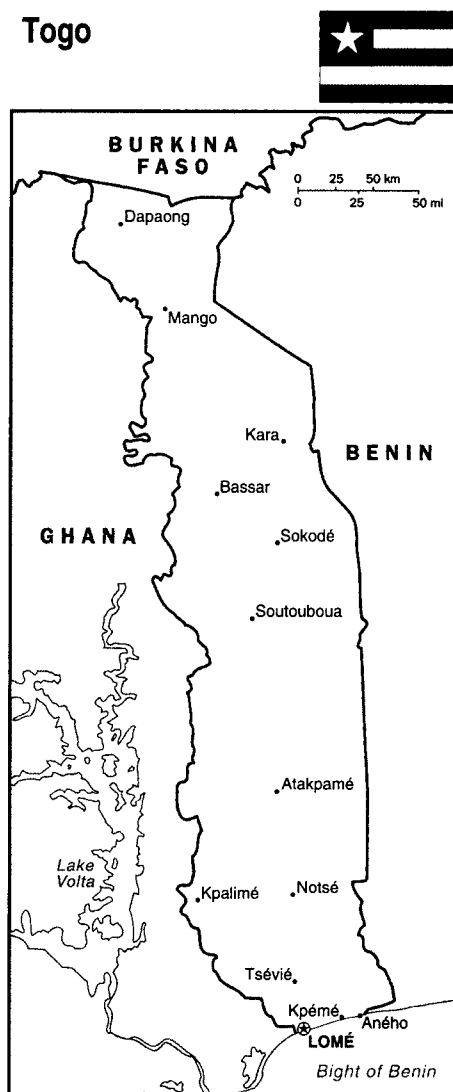 Togo
BURKINA
FASO
0 25 50 km
0 25 50 mi
Dapaong
Mango
Kara
BENIN
Bassar
GHANA
Sokodé
Soutouboua
Atakpamé
Lake
Volta
Kpalimé
Notsé
Tsévié
Kpémé
Aného
LOMÉ
Bight of Benin